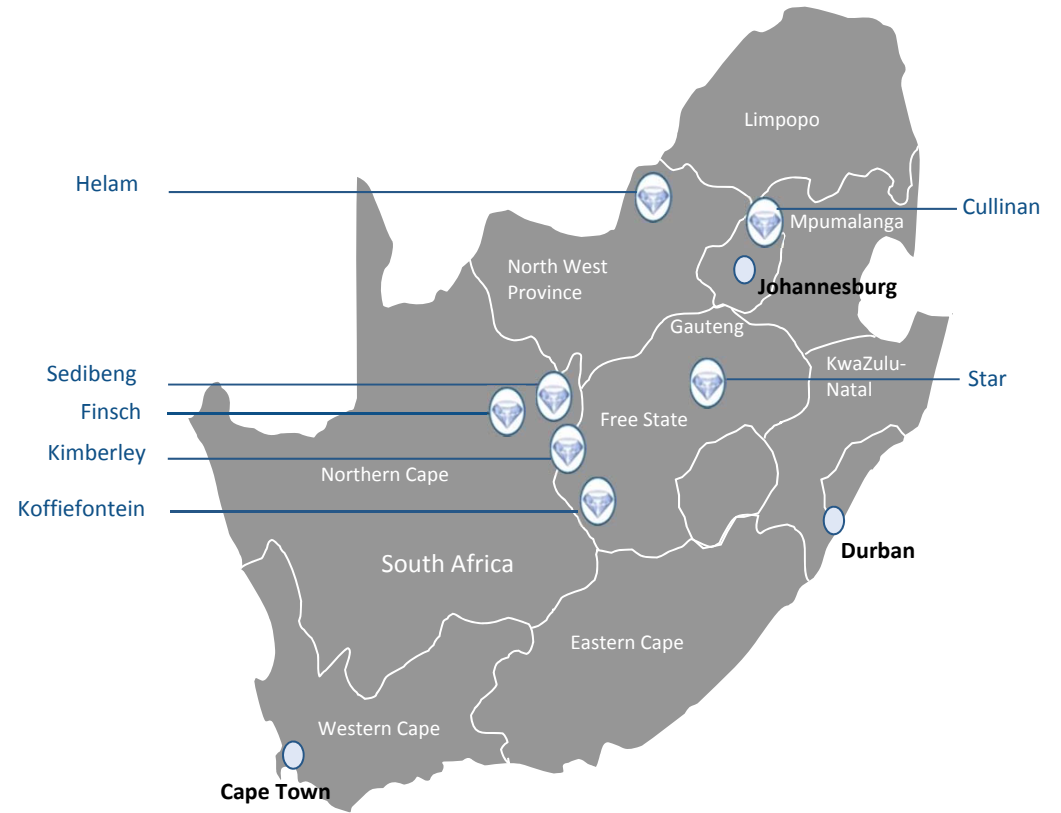 Limpopo
Helam
Cullinan
Mpumalanga
North West
Province
Johannesburg
Gauteng
KwaZulu-
Natal
Sedibeng
Star
Finsch
Free State
Kimberley
Northern Cape
Koffiefontein
South Africa
Durban
Eastern Cape
Western Cape
Cape Town